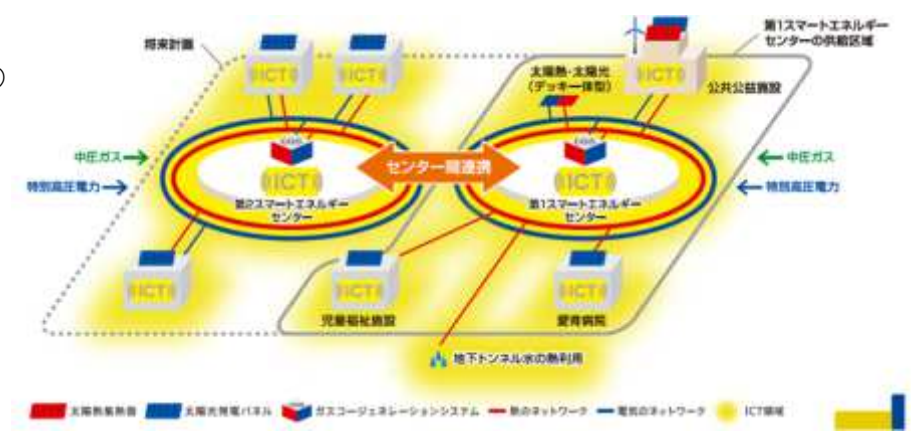 第1スマートエネルギー
センターの供給区域
将来計画
ICT
ICT
太陽熱・太陽光
(デッキ一体型)
ICT
公共公益施設
CGS
CGS
中圧ガス
特別高圧電力
センター間連携
中圧ガス
特別高圧電力
ICT
第2スマートエネルギー
センター
ICT
第1スマートエネルギー
センター
ICT
ICT
児童福祉施設
ICT
愛育病院
地下トンネル水の熱利用
太陽熱集熱器 太陽光発電パネル ガスコージェネレーションシステム 熱のネットワーク 電気のネットワーク ICT領域